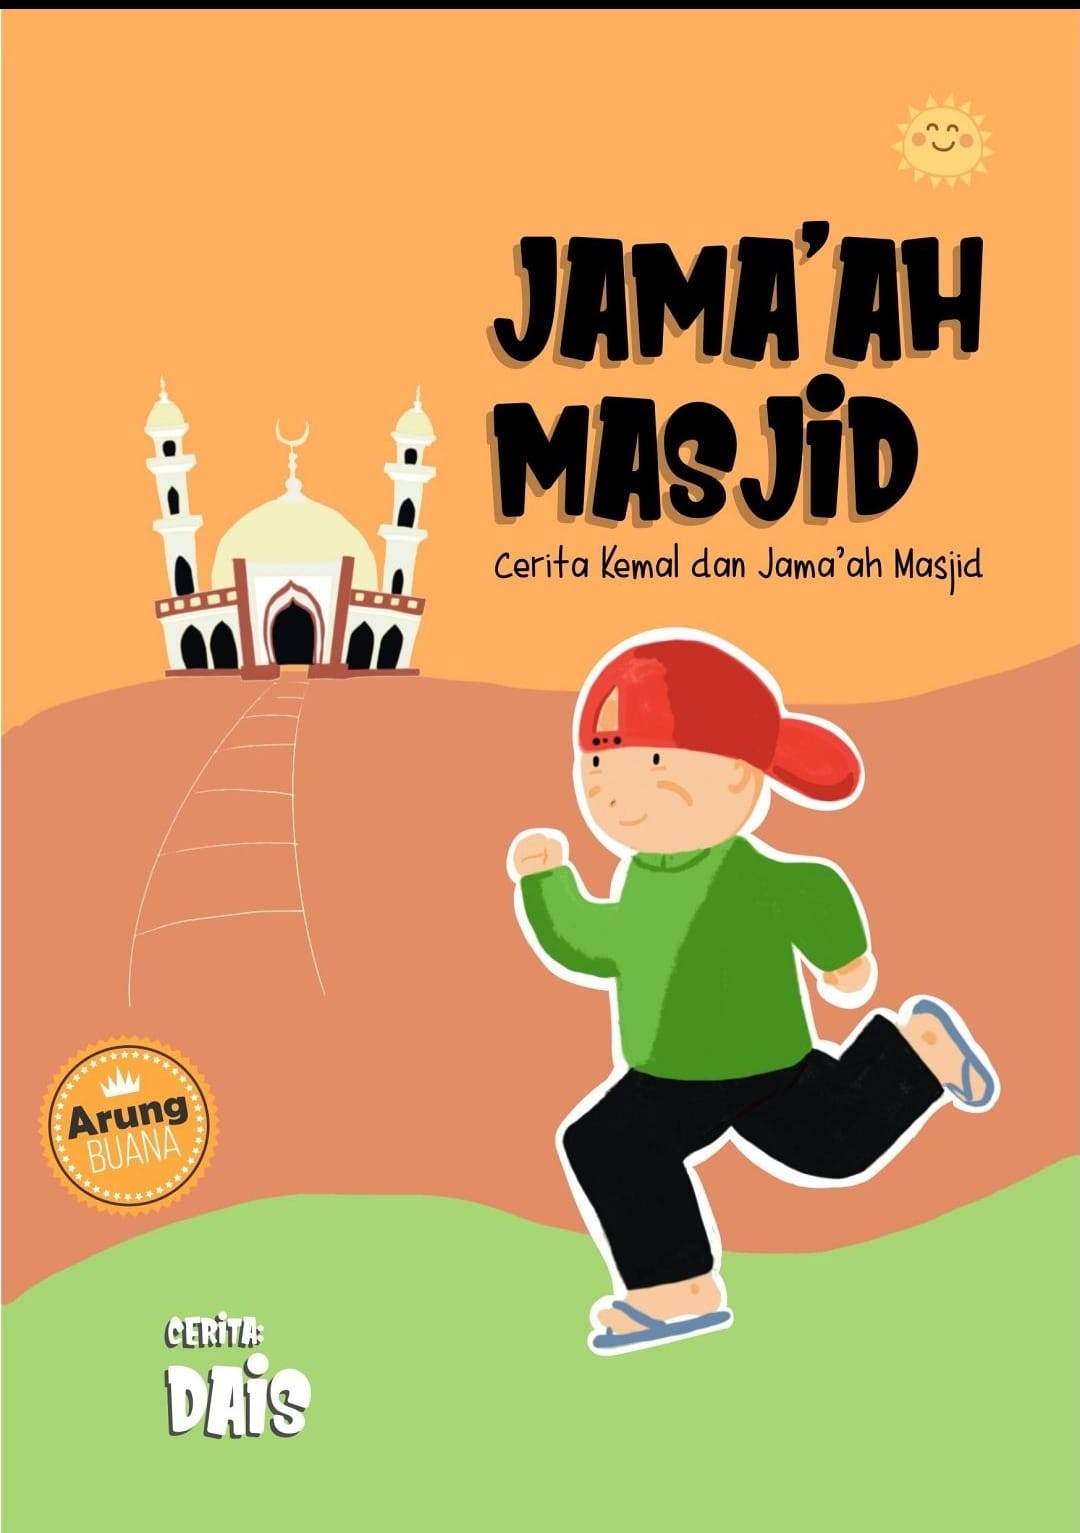 JAMA'AH
MASJiD
Cerita Kemal dan Jama'ah Masjid
Arung
BUANA
CERiTA:
DAiS